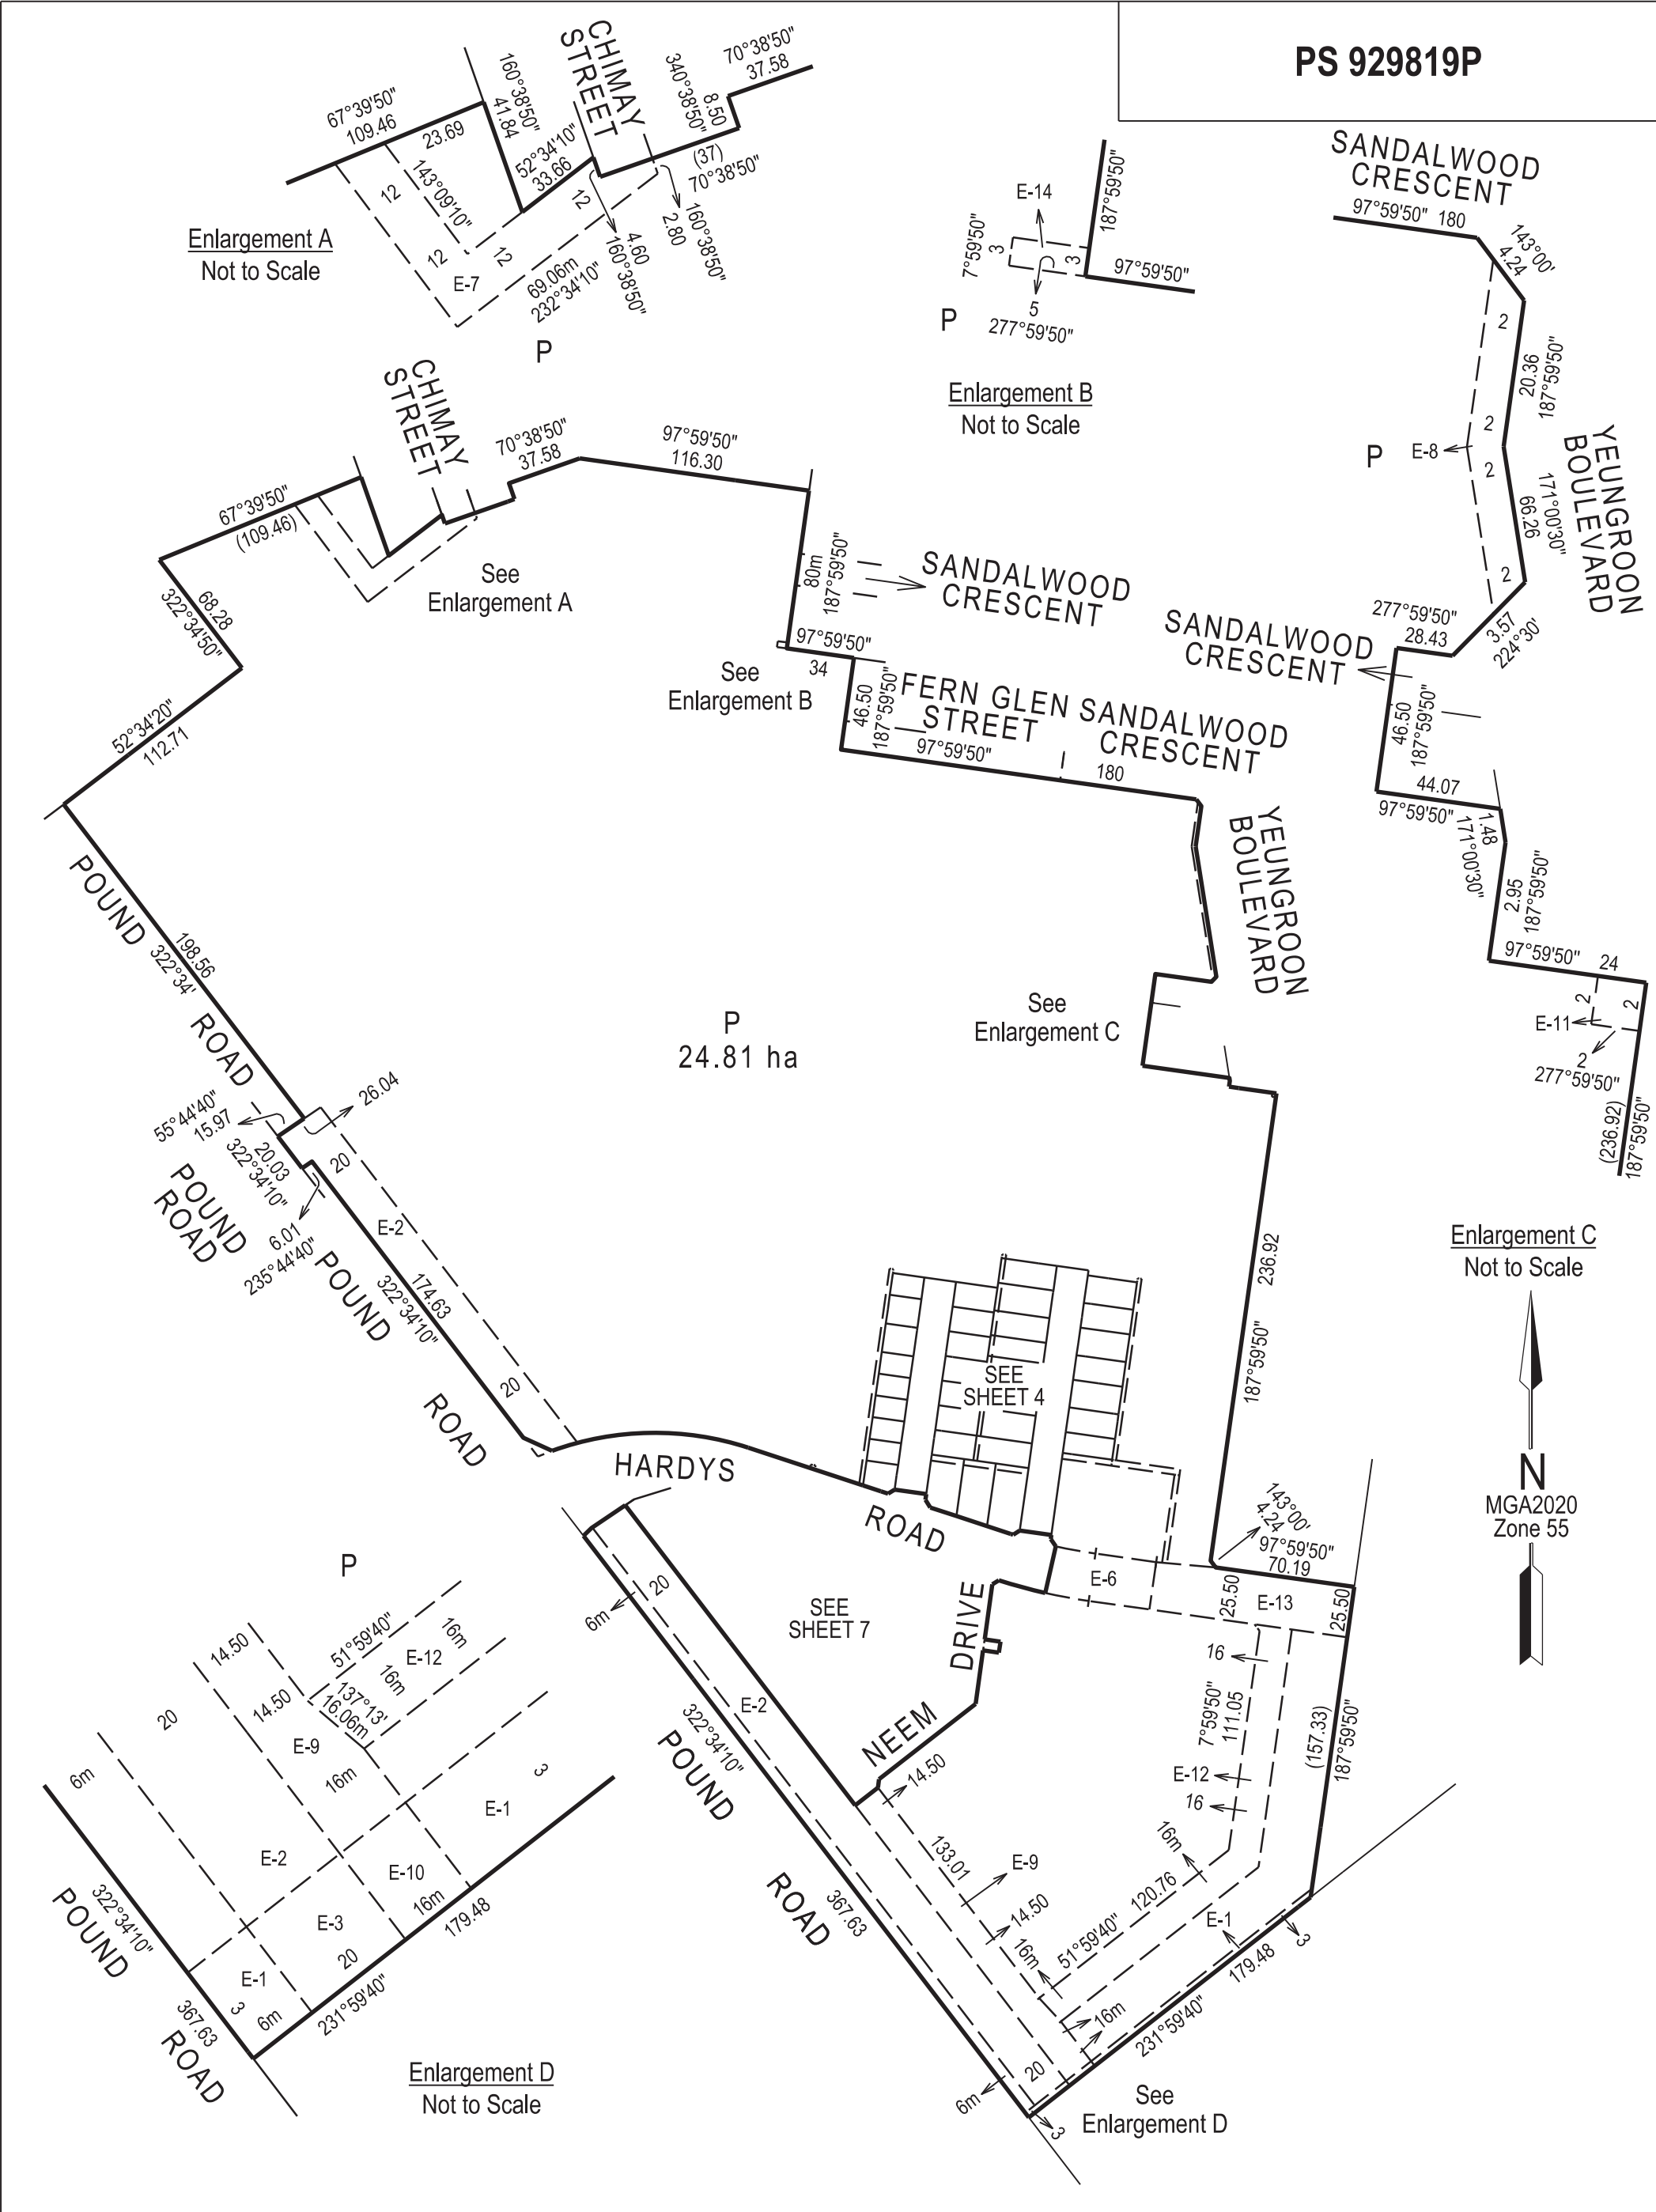 PS 929819P
CHIMAY
STREET
67°39'50"
109.46
23.69
160°38'50"
41.84
143°09'10"
12
12
12
12
52°34'10"
33.66
340°38'50"
8.50
70°38'50"
37.58
(37)
70°38'50"
160°38'50"
2.80
4.60
160°38'50"
E-7
69.06m
232°34'10"
P
Enlargement A
Not to Scale
E-14
187°59'50"
7°59'50"
3
3
97°59'50"
5
277°59'50"
P
Enlargement B
Not to Scale
SANDALWOOD
CRESCENT
97°59'50" 180
143°00'
4.24
2
20.36
187°59'50"
2
P
E-8
2
171°00'30"
66.26
2
YEUNGROON
BOULEVARD
3.57
224°30'
277°59'50"
28.43
SANDALWOOD
CRESCENT
46.50
187°59'50"
44.07
97°59'50"
1.48
171°00'30"
2.95
187°59'50"
97°59'50"
24
2
2
E-11
2
277°59'50"
(236.92)
187°59'50"
Enlargement C
Not to Scale
CHIMAY
STREET
70°38'50"
37.58
97°59'50"
116.30
67°39'50"
(109.46)
See
Enlargement A
68.28
322°34'50"
52°34'20"
112.71
80m
187°59'50"
SANDALWOOD
CRESCENT
97°59'50"
34
See
Enlargement B
46.50
187°59'50"
FERN GLEN
STREET
SANDALWOOD
CRESCENT
97°59'50"
180
YEUNGROON
BOULEVARD
See
Enlargement C
POUND
198.56
322°34'
ROAD
P
24.81 ha
26.04
55°44'40"
15.97
20.03
322°34'10"
20
POUND
ROAD
6.01
235°44'40"
E-2
POUND
174.63
322°34'10"
20
ROAD
236.92
187°59'50"
SEE
SHEET 4
HARDYS
ROAD
N
MGA2020
Zone 55
143°00'
4.24
97°59'50"
70.19
E-6
25.50
E-13
25.50
20
6m
SEE
SHEET 7
DRIVE
NEEM
E-2
322°34'10"
POUND
14.50
16
7°59'50"
111.05
(157.33)
187°59'50"
E-12
16
16m
133.01
E-9
14.50
51°59'40"
120.76
16m
E-1
3
179.48
ROAD
367.63
16m
231°59'40"
20
6m
3
See
Enlargement D
P
14.50
51°59'40"
16m
E-12
16m
137°13'
16.06m
14.50
20
E-9
16m
6m
3
E-1
E-2
E-10
16m
179.48
E-3
20
322°34'10"
POUND
E-1
3
6m
231°59'40"
367.63
ROAD
Enlargement D
Not to Scale